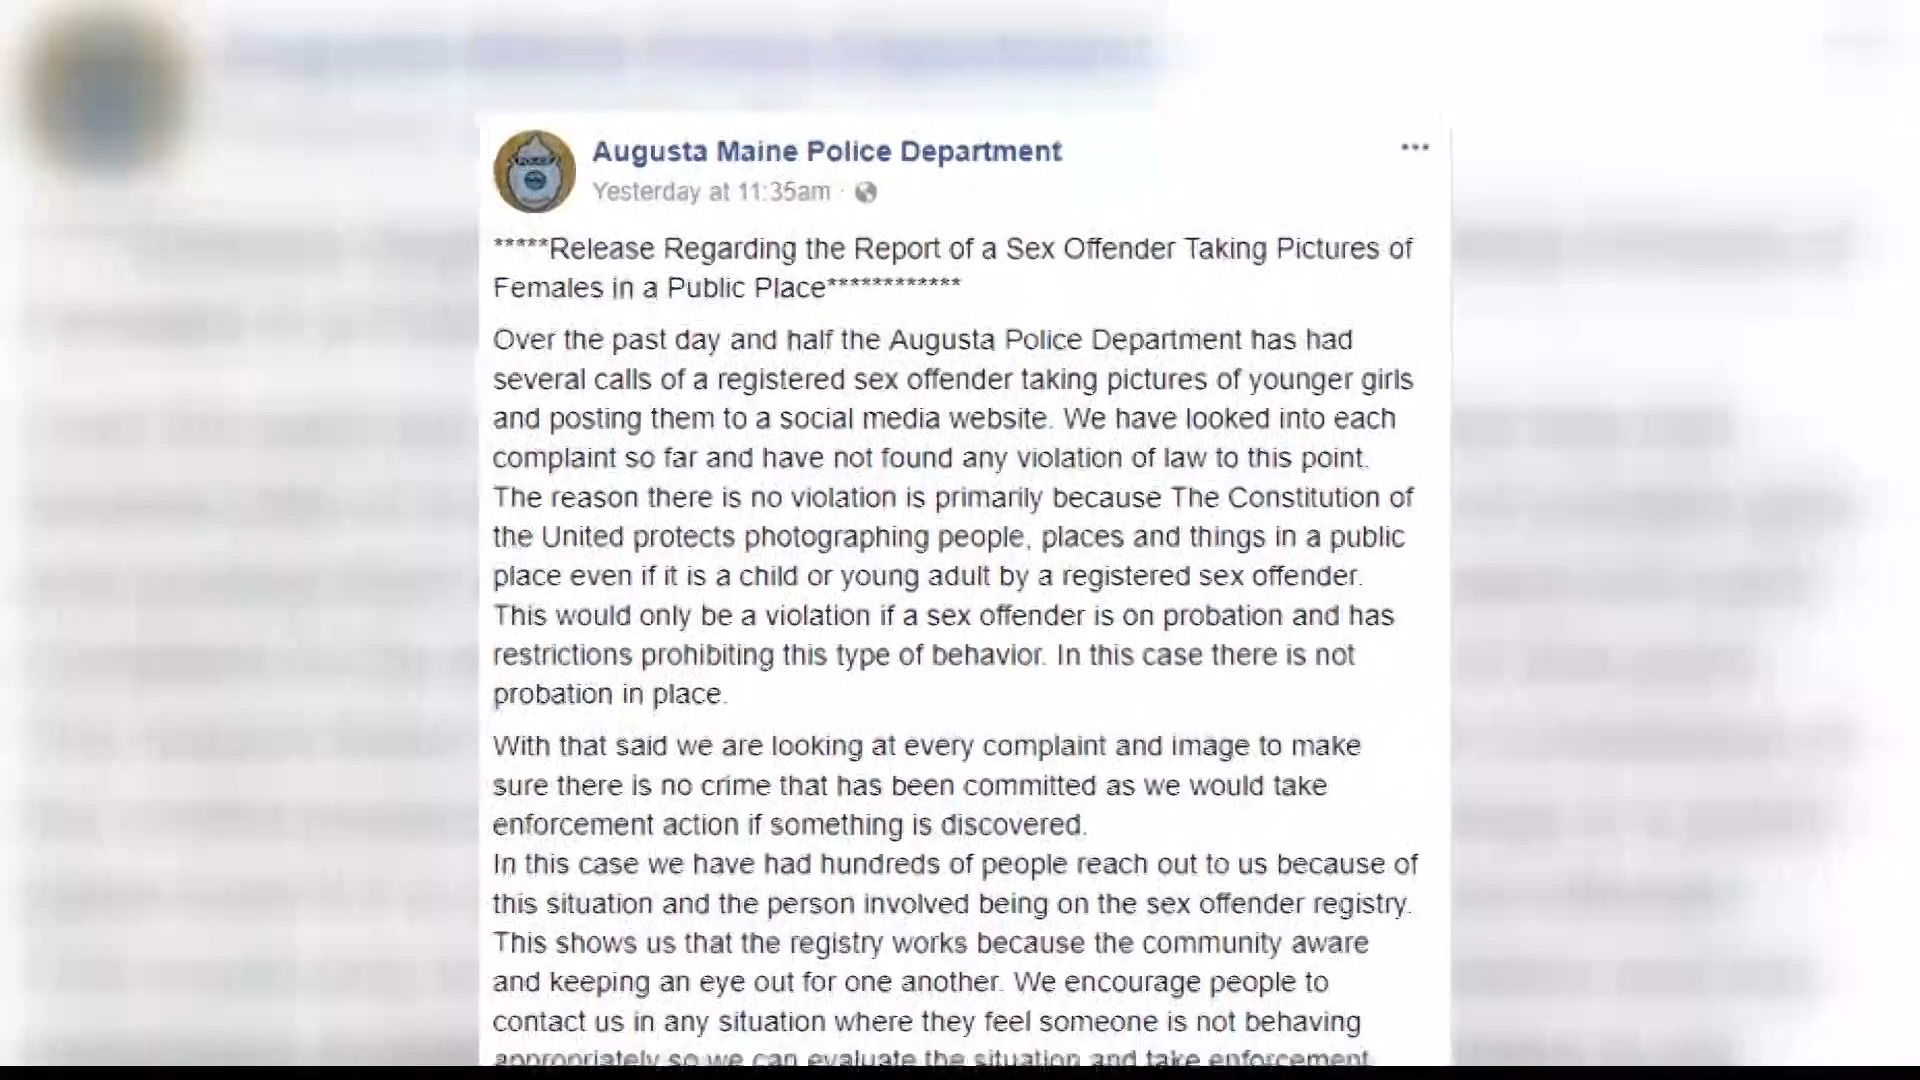 Augusta Maine Police Department
Yesterday at 11:35am ·
*****Release Regarding the Report of a Sex Offender Taking Pictures of
Females in a Public Place************
Over the past day and half the Augusta Police Department has had
several calls of a registered sex offender taking pictures of younger girls
and posting them to a social media website. We have looked into each
complaint so far and have not found any violation of law to this point.
The reason there is no violation is primarily because The Constitution of
the United protects photographing people, places and things in a public
place even if it is a child or young adult by a registered sex offender.
This would only be a violation if a sex offender is on probation and has
restrictions prohibiting this type of behavior. In this case there is not
probation in place.
With that said we are looking at every complaint and image to make
sure there is no crime that has been committed as we would take
enforcement action if something is discovered.
In this case we have had hundreds of people reach out to us because of
this situation and the person involved being on the sex offender registry.
This shows us that the registry works because the community aware
and keeping an eye out for one another. We encourage people to
contact us in any situation where they feel someone is not behaving
appropriately so we can evaluate the situation and take enforcement